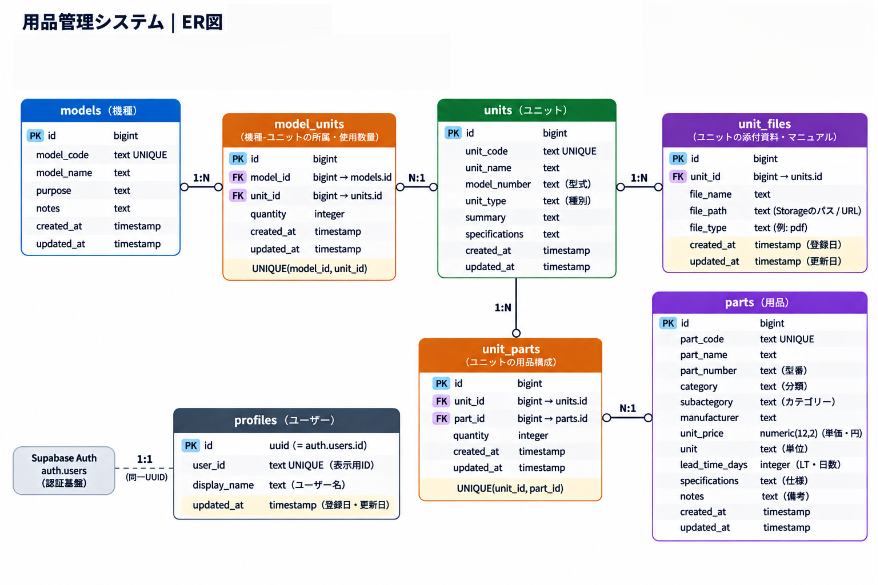 用品管理システム | ER図
models（機種）
PK id bigint
model_code text UNIQUE
model_name text
purpose text
notes text
created_at timestamp
updated_at timestamp
1:N
model_units
（機種-ユニットの所属・使用数量）
PK id bigint
FK model_id bigint → models.id
FK unit_id bigint → units.id
quantity integer
created_at timestamp
updated_at timestamp
UNIQUE(model_id, unit_id)
N:1
units（ユニット）
PK id bigint
unit_code text UNIQUE
unit_name text
model_number text（型式）
unit_type text（種別）
summary text
specifications text
created_at timestamp
updated_at timestamp
1:N
unit_files
（ユニットの添付資料・マニュアル）
PK id bigint
FK unit_id bigint → units.id
file_name text
file_path text (Storageのパス / URL)
file_type text (例: pdf)
created_at timestamp（登録日）
updated_at timestamp（更新日）
1:N
unit_parts
（ユニットの用品構成）
PK id bigint
FK unit_id bigint → units.id
FK part_id bigint → parts.id
quantity integer
created_at timestamp
updated_at timestamp
UNIQUE(unit_id, part_id)
N:1
parts（用品）
PK id bigint
part_code text UNIQUE
part_name text
part_number text（型番）
category text（分類）
subactegory text（カテゴリー）
manufacturer text
unit_price numeric(12,2)（単価・円）
unit text（単位）
lead_time_days integer（LT・日数）
specifications text（仕様）
notes text（備考）
created_at timestamp
updated_at timestamp
Supabase Auth
auth.users
（認証基盤）
1:1
(同一UUID)
profiles（ユーザー）
PK id uuid（= auth.users.id）
user_id text UNIQUE（表示用ID）
display_name text（ユーザー名）
updated_at timestamp（登録日・更新日）